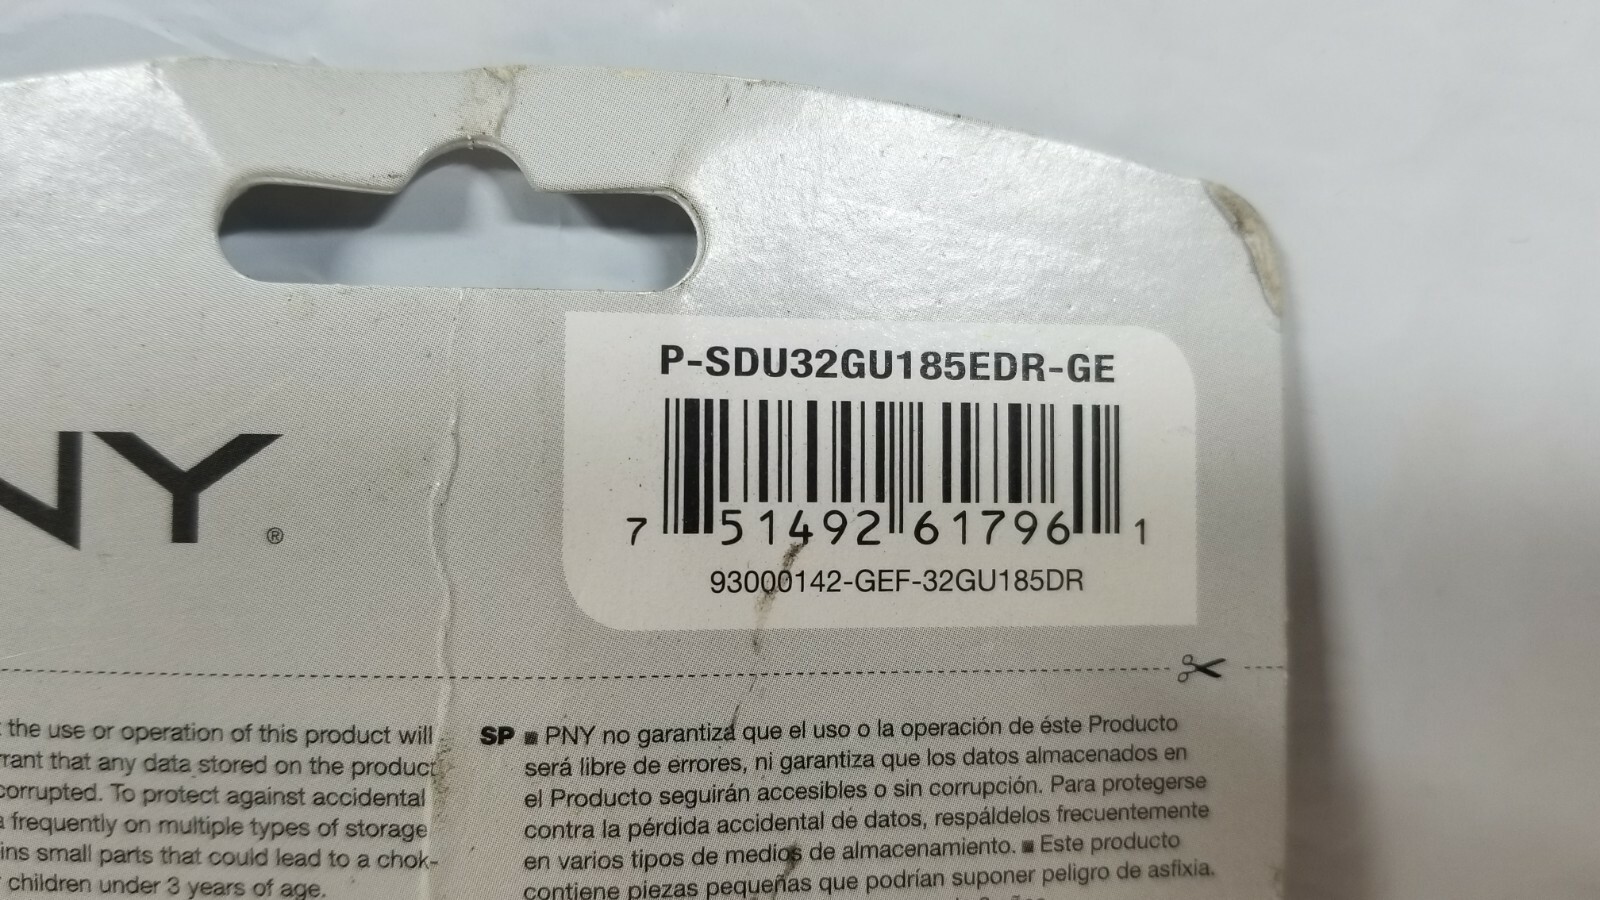 P-SDU32GU185EDR-GE
7 51492 61796 1
93000142-GEF-32GU185DR
NY®
the use or operation of this product will
that any data stored on the product
corrupted. To protect against accidental
frequently on multiple types of storage
small parts that could lead to a chok-
children under 3 years of age.
SP ■ PNY no garantiza que el uso o la operación de éste Producto
será libre de errores, ni garantiza que los datos almacenados en
el Producto seguirán accesibles o sin corrupción. Para protegerse
contra la pérdida accidental de datos, respáldelos frecuentemente
en varios tipos de medios de almacenamiento. ■ Este producto
contiene piezas pequeñas que podrían suponer peligro de asfixia.